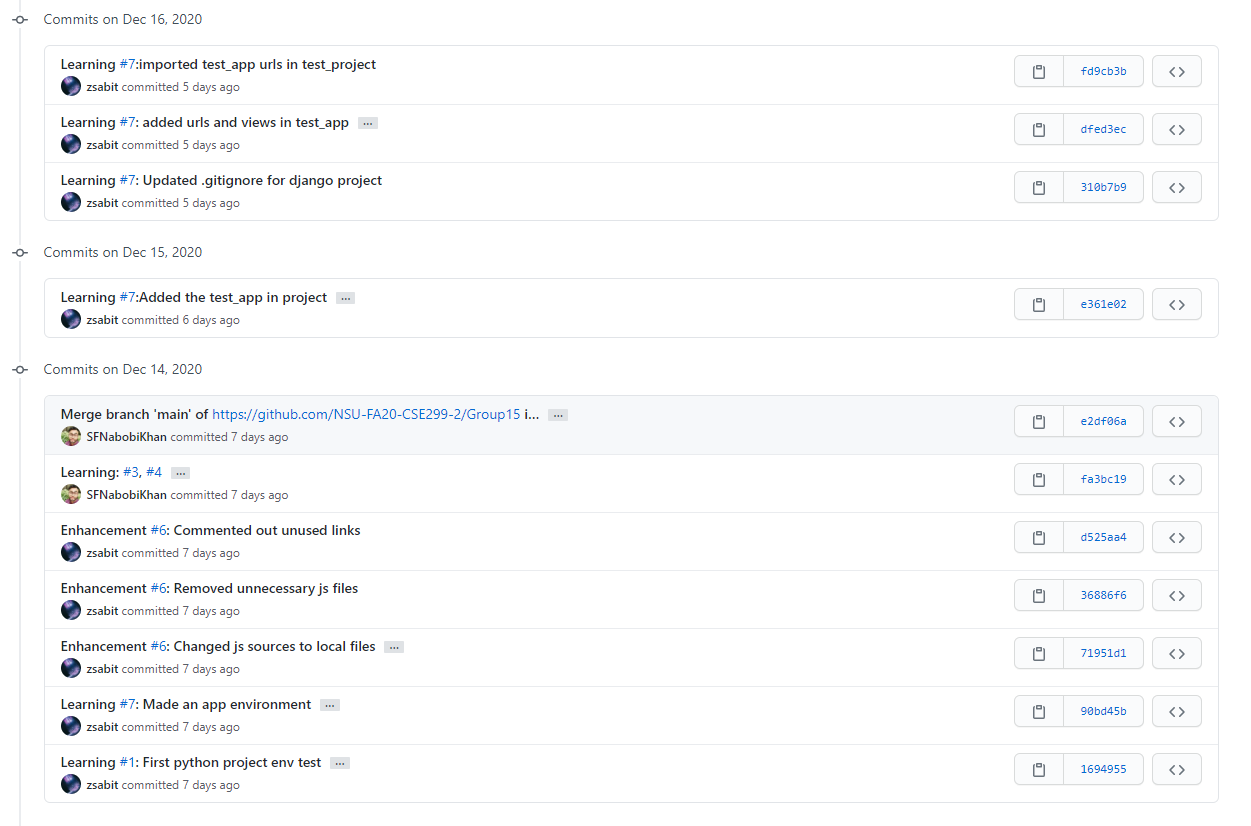 Commits on Dec 16, 2020
Learning #7:imported test_app urls in test_project
zsabit committed 5 days ago
fd9cb3b
Learning #7: added urls and views in test_app ...
zsabit committed 5 days ago
dfed3ec
Learning #7: Updated .gitignore for django project
zsabit committed 5 days ago
310b7b9
Commits on Dec 15, 2020
Learning #7:Added the test_app in project ...
zsabit committed 6 days ago
e361e02
Commits on Dec 14, 2020
Merge branch 'main' of https://github.com/NSU-FA20-CSE299-2/Group15 i... ...
SFNabobiKhan committed 7 days ago
e2df06a
Learning: #3, #4 ...
SFNabobiKhan committed 7 days ago
fa3bc19
Enhancement #6: Commented out unused links
zsabit committed 7 days ago
d525aa4
Enhancement #6: Removed unnecessary js files
zsabit committed 7 days ago
36886f6
Enhancement #6: Changed js sources to local files ...
zsabit committed 7 days ago
71951d1
Learning #7: Made an app environment ...
zsabit committed 7 days ago
90bd45b
Learning #1: First python project env test ...
zsabit committed 7 days ago
1694955